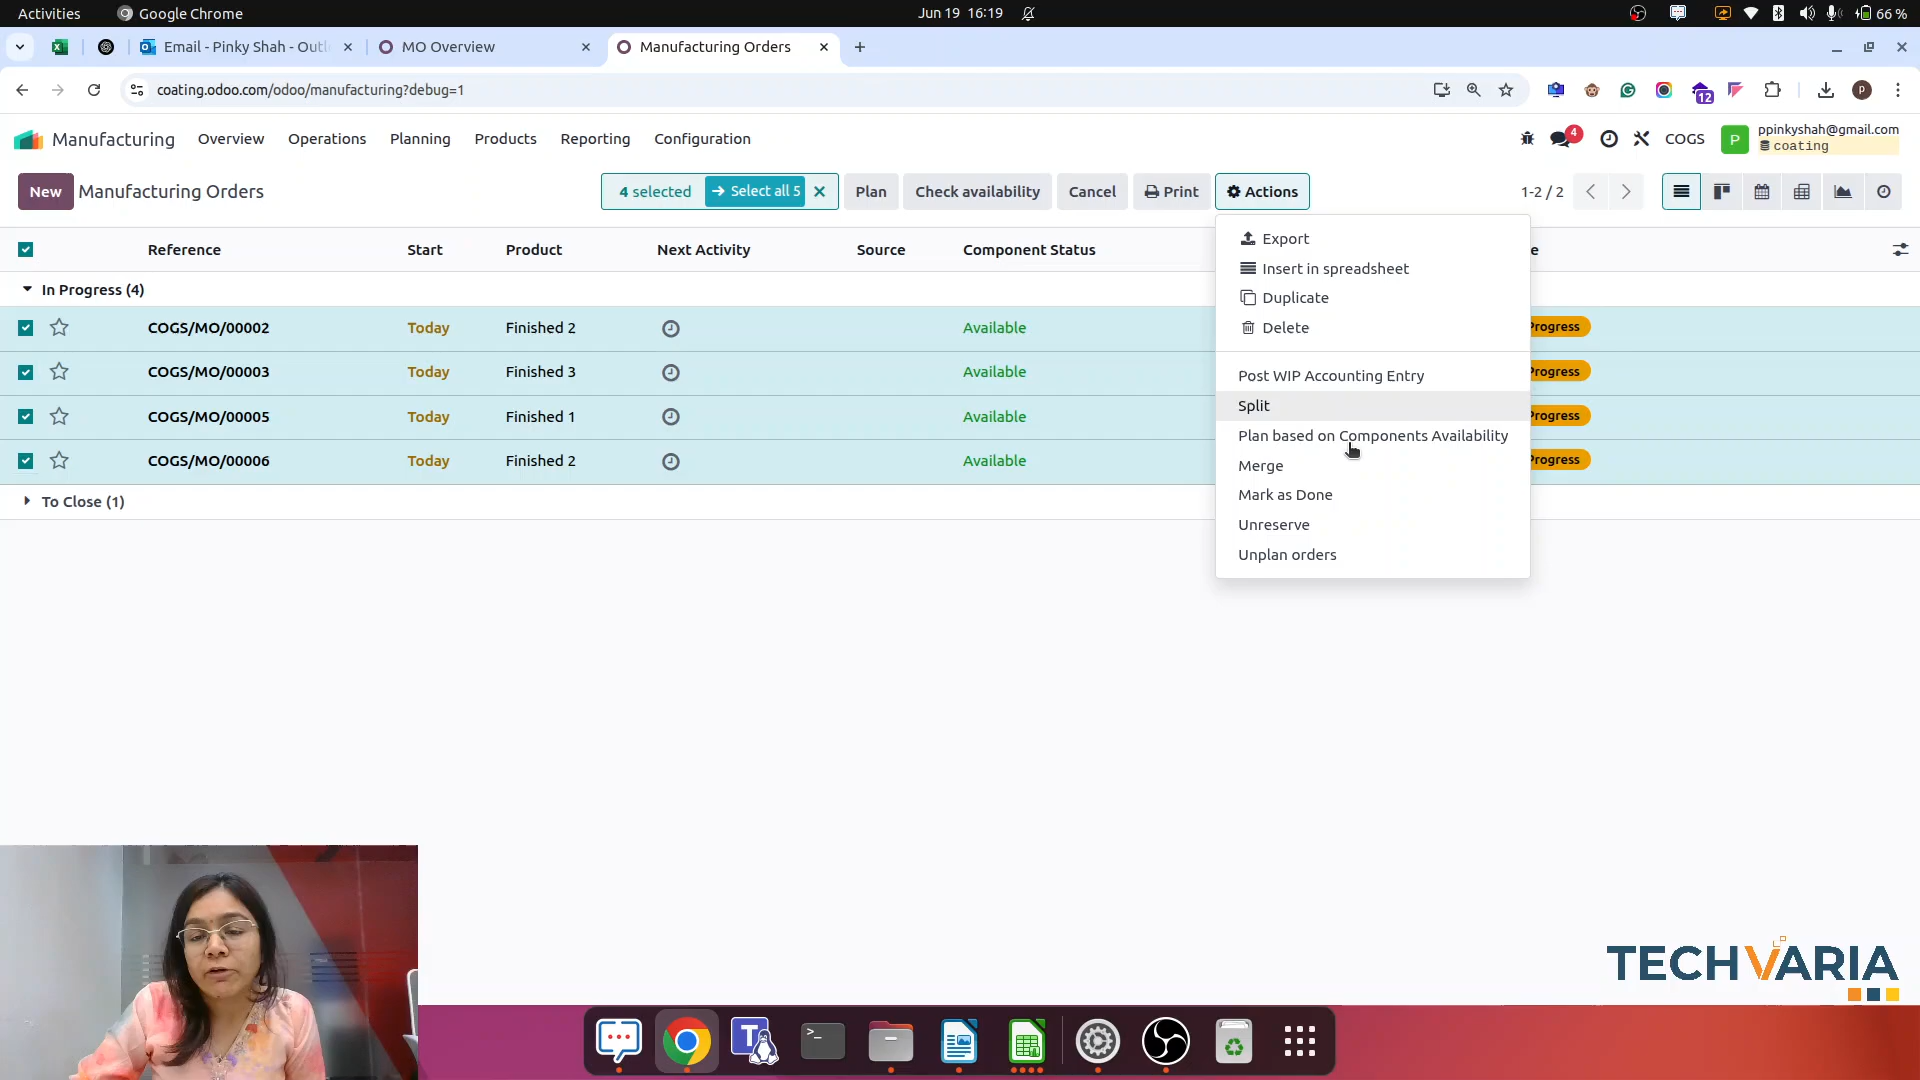 Activities
Google Chrome
Jun 19 16:19
66 %
Email - Pinky Shah - Outl
MO Overview
Manufacturing Orders
coating.odoo.com/odoo/manufacturing?debug=1
12
P
Manufacturing
Overview
Operations
Planning
Products
Reporting
Configuration
4
COGS
P
ppinkyshah@gmail.com
coating
New
Manufacturing Orders
4 selected
Select all 5
Plan
Check availability
Cancel
Print
Actions
1-2 / 2
Reference
Start
Product
Next Activity
Source
Component Status
e
In Progress (4)
COGS/MO/00002
Today
Finished 2
Available
Progress
COGS/MO/00003
Today
Finished 3
Available
Progress
COGS/MO/00005
Today
Finished 1
Available
Progress
COGS/MO/00006
Today
Finished 2
Available
Progress
To Close (1)
Export
Insert in spreadsheet
Duplicate
Delete
Post WIP Accounting Entry
Split
Plan based on Components Availability
Merge
Mark as Done
Unreserve
Unplan orders
TECHVARIA